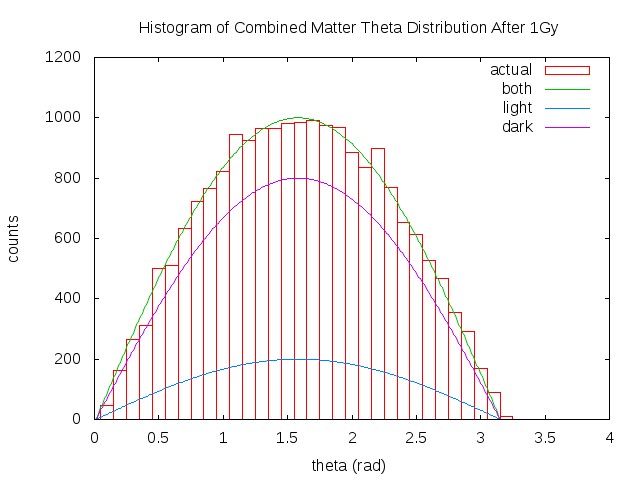 Histogram of Combined Matter Theta Distribution After 1Gy
1200
1000
800
600
400
200
0
counts
actual
both
light
dark
0 0.5 1 1.5 2 2.5 3 3.5 4
theta (rad)